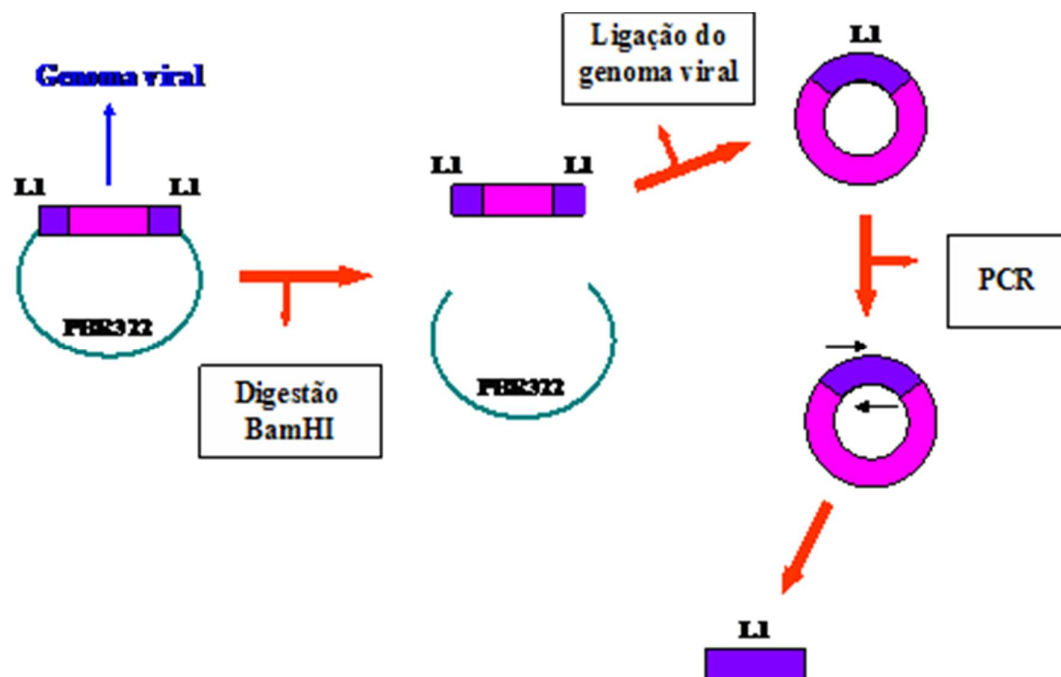 Genoma viral
L1
L1
PBR322
Digestão
BamHI
L1
L1
PBR322
Ligação do
genoma viral
L1
PCR
L1